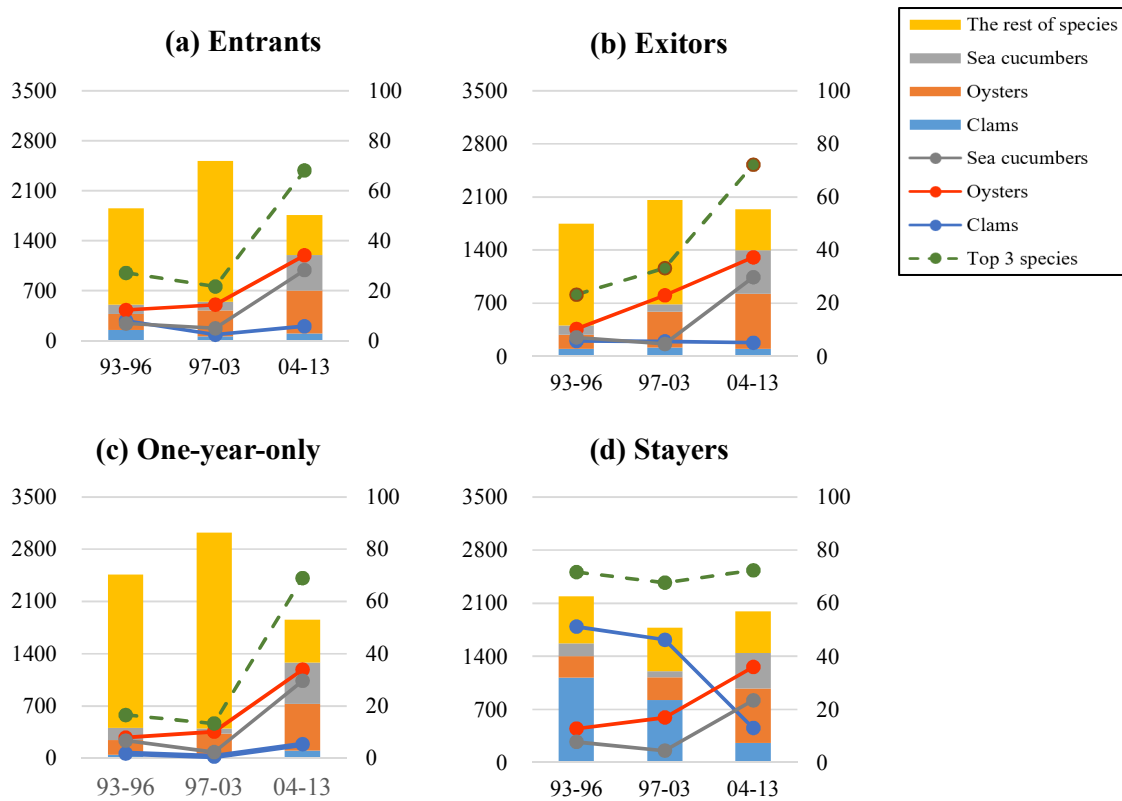 (a) Entrants
3500 100
2800 80
2100 60
1400 40
700 20
0 0
93-96 97-03 04-13
(b) Exitors
3500 100
2800 80
2100 60
1400 40
700 20
0 0
93-96 97-03 04-13
The rest of species
Sea cucumbers
Oysters
Clams
Sea cucumbers
Oysters
Clams
Top 3 species
(c) One-year-only
3500 100
2800 80
2100 60
1400 40
700 20
0 0
93-96 97-03 04-13
(d) Stayers
3500 100
2800 80
2100 60
1400 40
700 20
0 0
93-96 97-03 04-13